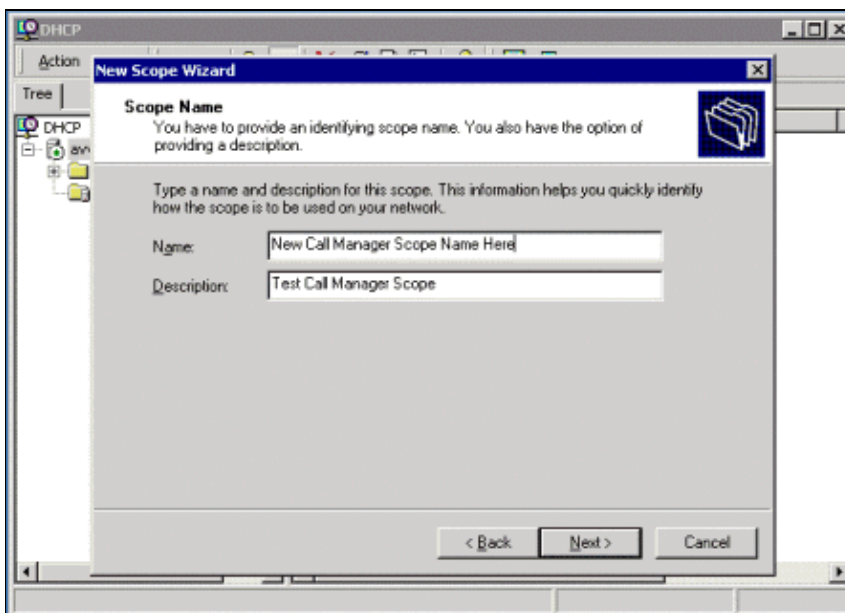 DHCP
Action
New Scope Wizard
Tree
Scope Name
You have to provide an identifying scope name. You also have the option of
providing a description.
DHCP
Type a name and description for this scope. This information helps you quickly identify
how the scope is to be used on your network.
Name: New Call Manager Scope Name Here
Description: Test Call Manager Scope
< Back Next > Cancel